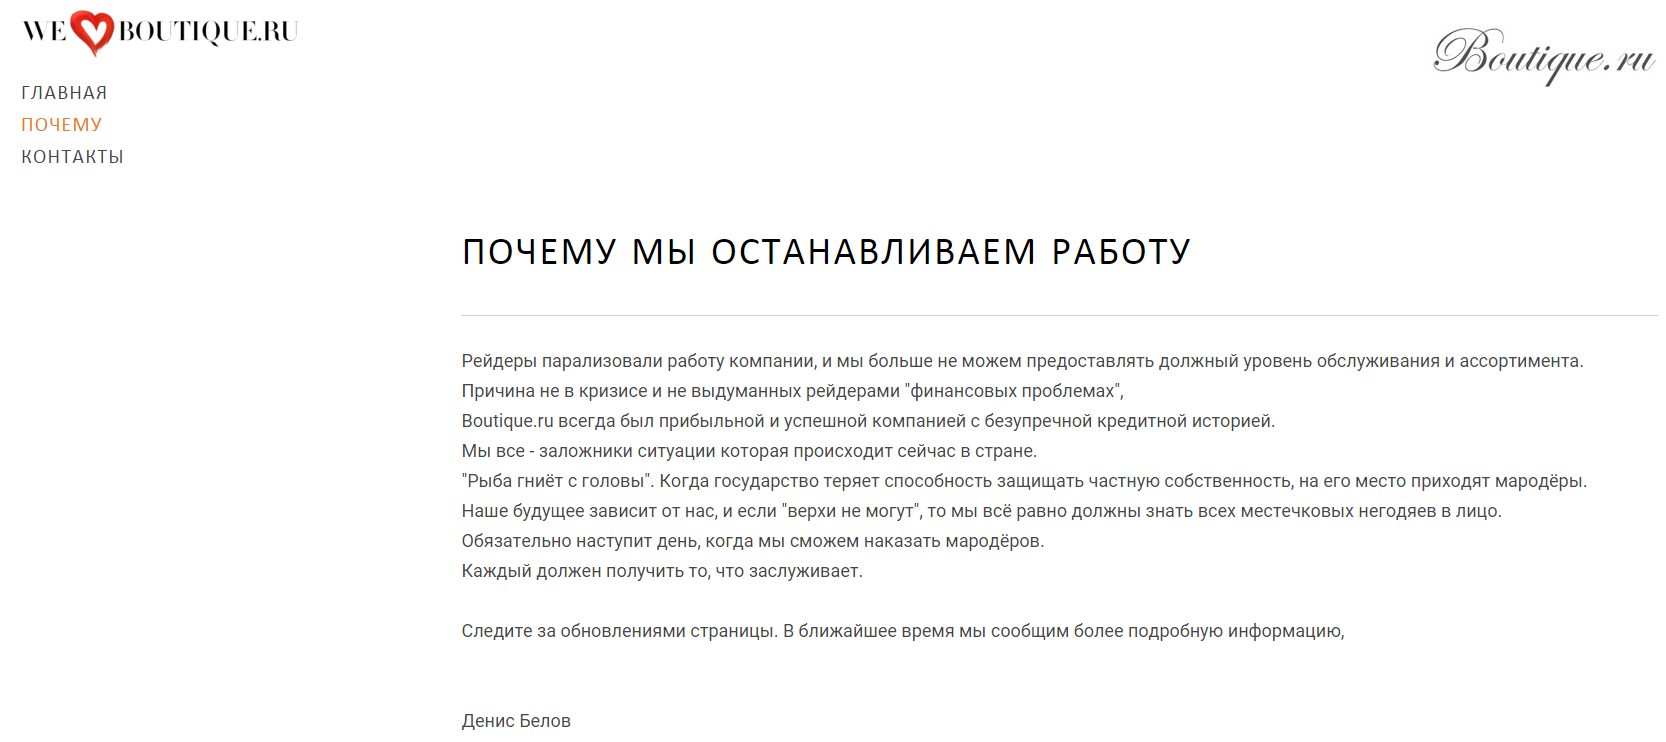 WE BOUTIQUE.RU
Boutique.ru
ГЛАВНАЯ
ПОЧЕМУ
КОНТАКТЫ
ПОЧЕМУ МЫ ОСТАНАВЛИВАЕМ РАБОТУ
Рейдеры парализовали работу компании, и мы больше не можем предоставлять должный уровень обслуживания и ассортимента.
Причина не в кризисе и не выдуманных рейдерами "финансовых проблемах",
Boutique.ru всегда был прибыльной и успешной компанией с безупречной кредитной историей.
Мы все - заложники ситуации которая происходит сейчас в стране.
"Рыба гниёт с головы". Когда государство теряет способность защищать частную собственность, на его место приходят мародёры.
Наше будущее зависит от нас, и если "верхи не могут", то мы всё равно должны знать всех местечковых негодяев в лицо.
Обязательно наступит день, когда мы сможем наказать мародёров.
Каждый должен получить то, что заслуживает.
Следите за обновлениями страницы. В ближайшее время мы сообщим более подробную информацию,
Денис Белов